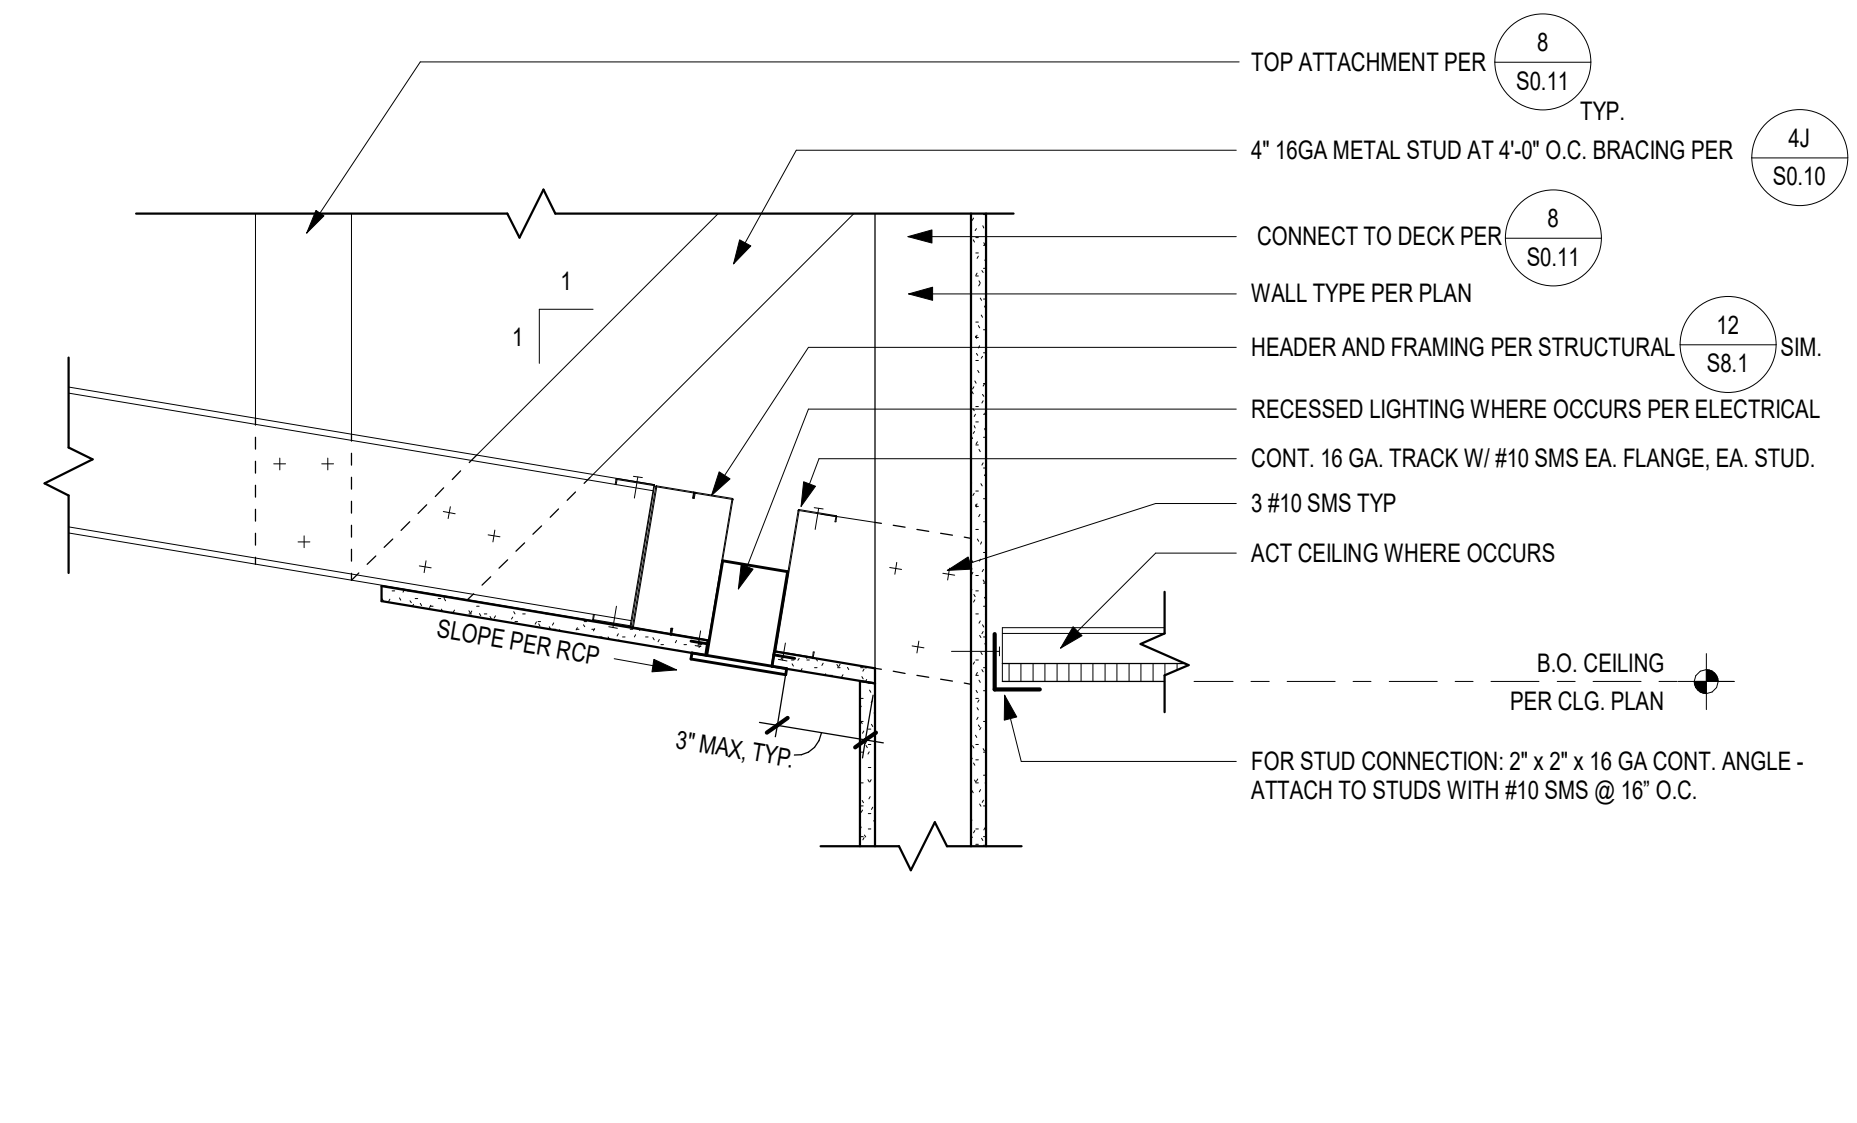 TOP ATTACHMENT PER
8
S0.11
TYP.
4" 16GA METAL STUD AT 4'-0" O.C. BRACING PER
4J
S0.10
CONNECT TO DECK PER
8
S0.11
WALL TYPE PER PLAN
1
1
HEADER AND FRAMING PER STRUCTURAL
12
S8.1
SIM.
RECESSED LIGHTING WHERE OCCURS PER ELECTRICAL
CONT. 16 GA. TRACK W/ #10 SMS EA. FLANGE, EA. STUD.
3 #10 SMS TYP
ACT CEILING WHERE OCCURS
SLOPE PER RCP
B.O. CEILING
PER CLG. PLAN
3" MAX, TYP.
FOR STUD CONNECTION: 2" x 2" x 16 GA CONT. ANGLE -
ATTACH TO STUDS WITH #10 SMS @ 16” O.C.